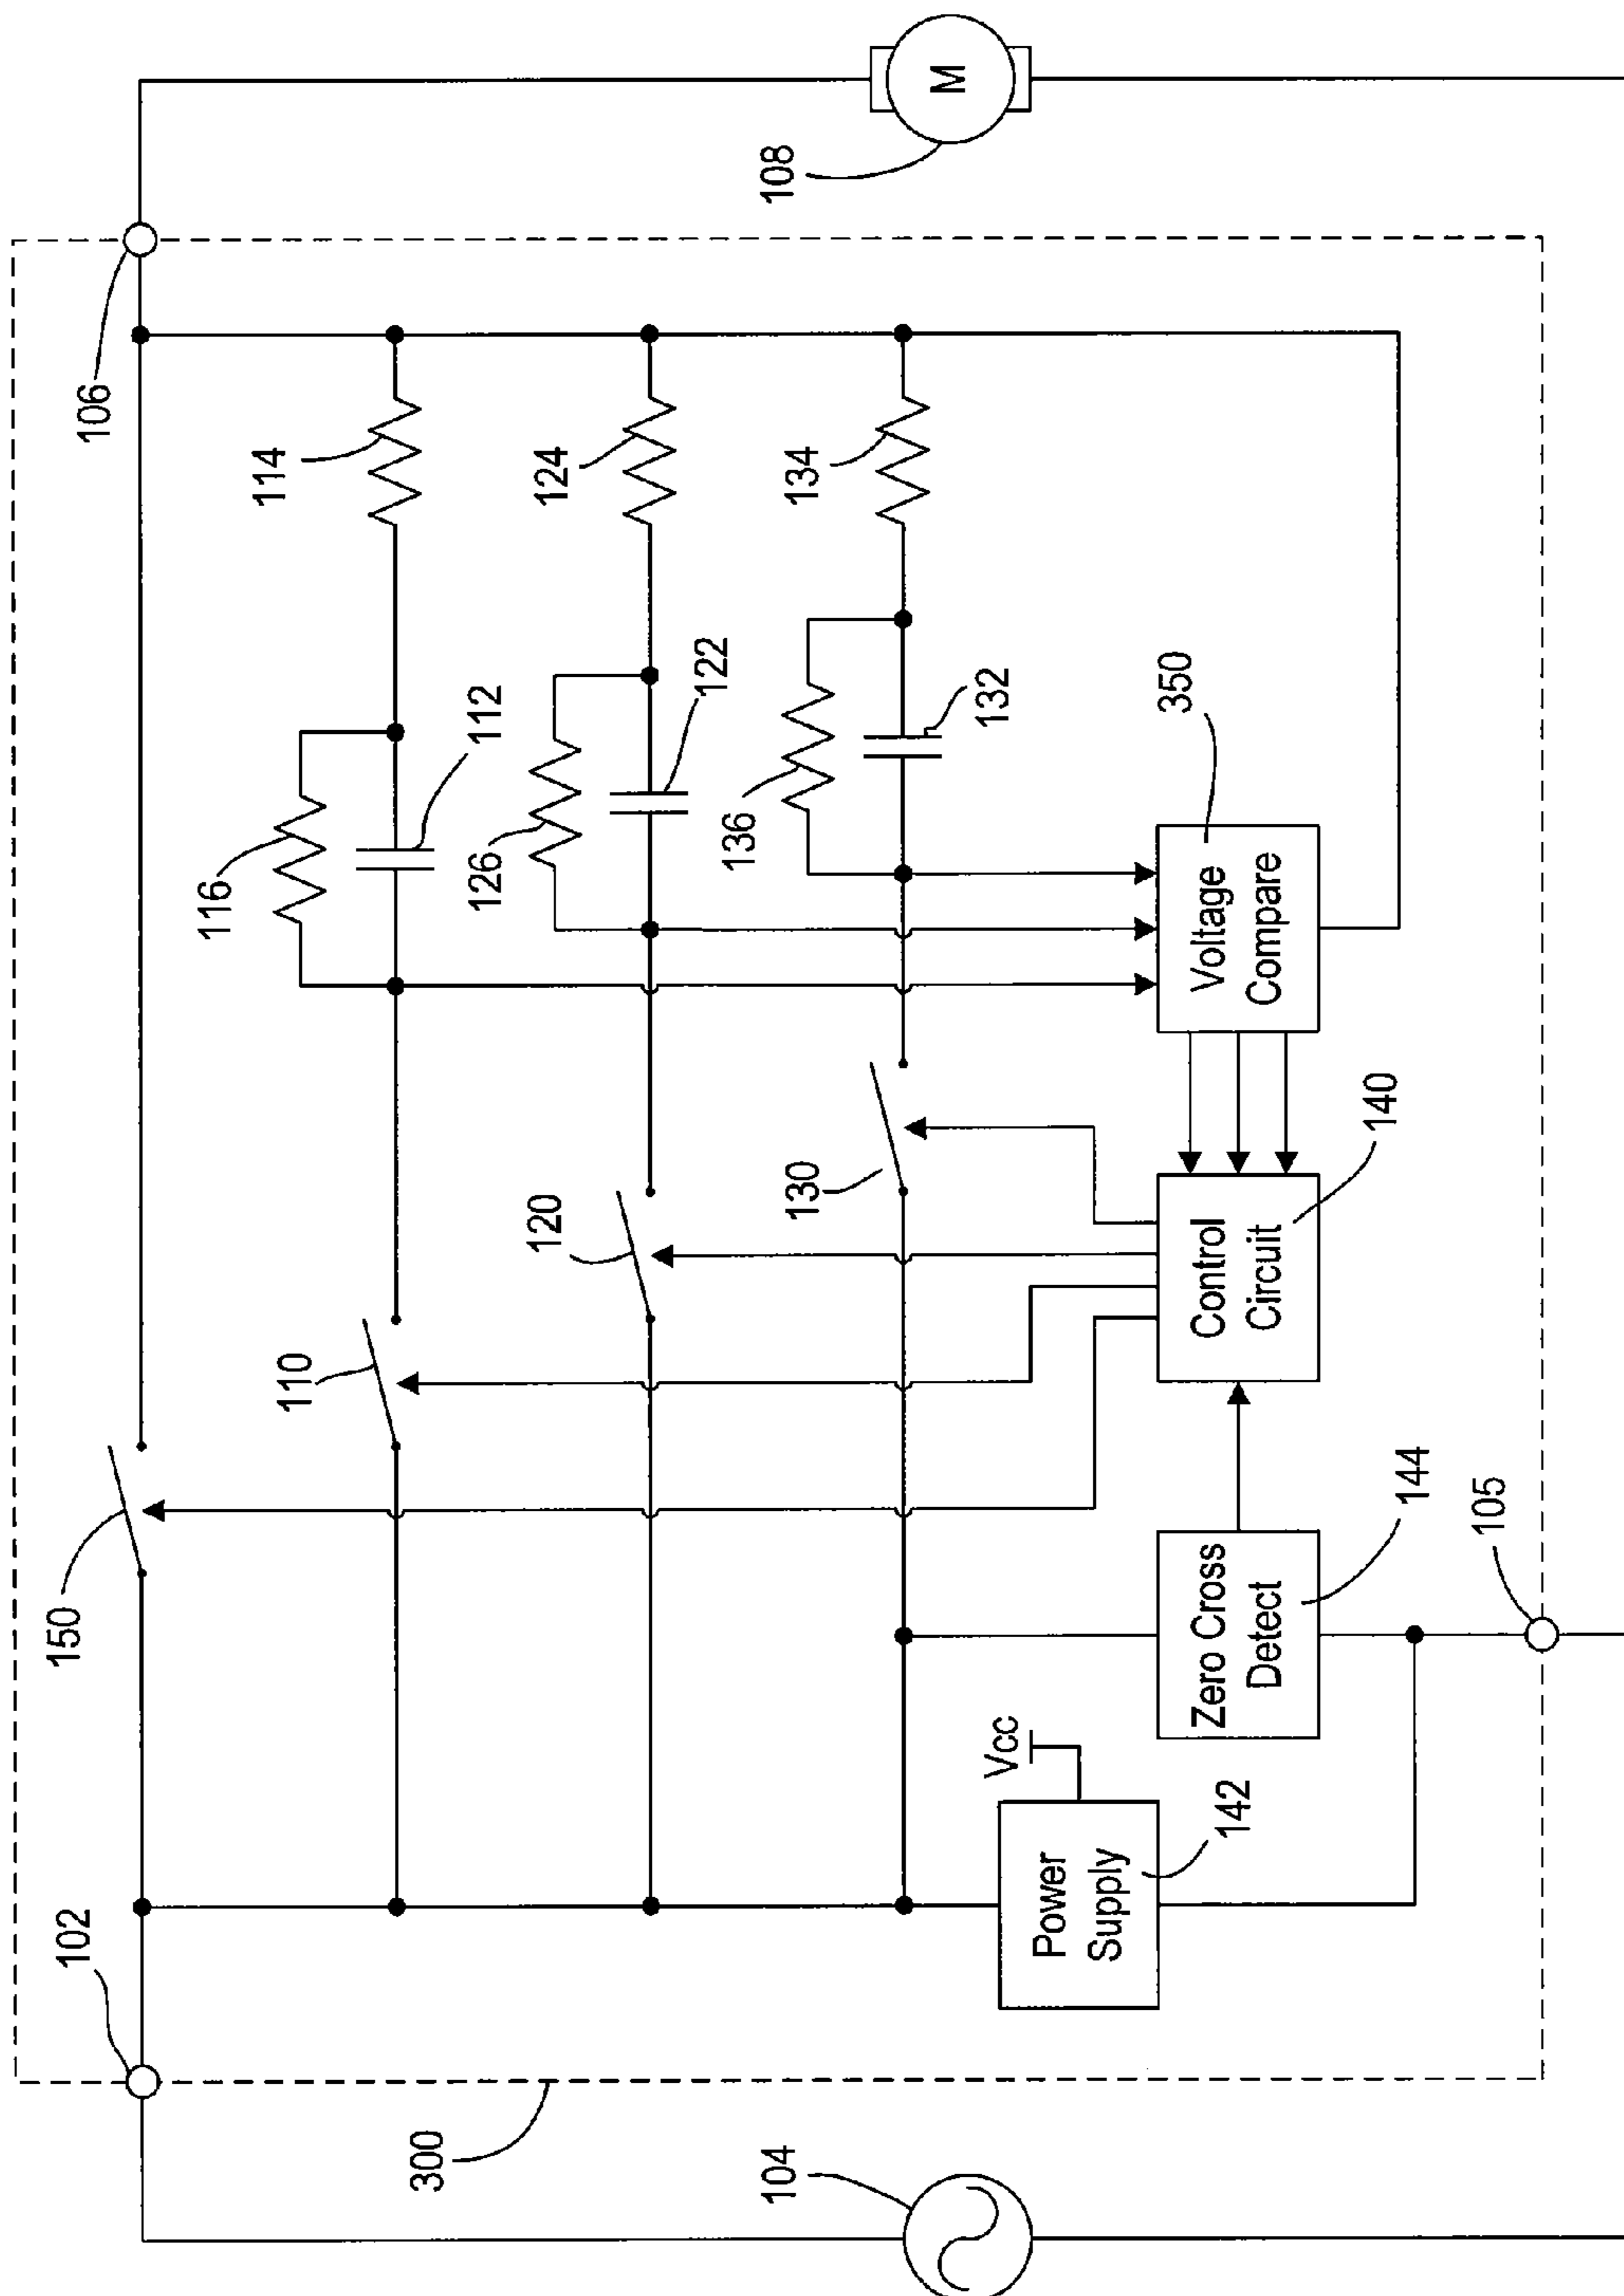 150
110
120
130
116
126
136
112
122
132
114
124
134
106
102
300
104
108
M
Vcc
Power
Supply
142
Zero Cross
Detect
144
105
Control
Circuit
140
Voltage
Compare
350